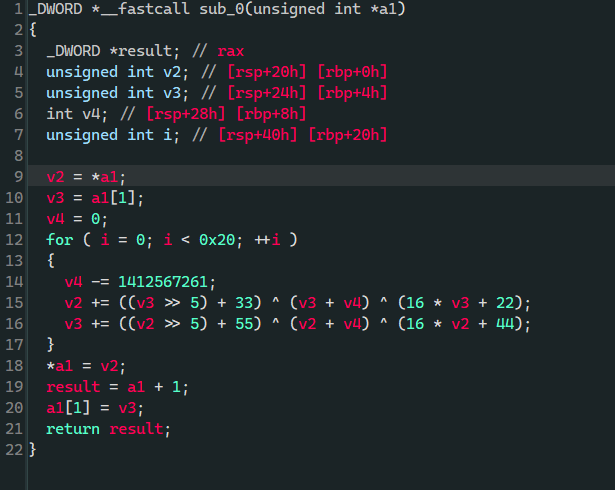 1 _DWORD *__fastcall sub_0(unsigned int *a1)
2 {
3   _DWORD *result; // rax
4   unsigned int v2; // [rsp+20h] [rbp+0h]
5   unsigned int v3; // [rsp+24h] [rbp+4h]
6   int v4; // [rsp+28h] [rbp+8h]
7   unsigned int i; // [rsp+40h] [rbp+20h]
8
9   v2 = *a1;
10   v3 = a1[1];
11   v4 = 0;
12   for ( i = 0; i < 0x20; ++i )
13   {
14     v4 -= 1412567261;
15     v2 += ((v3 >> 5) + 33) ^ (v3 + v4) ^ (16 * v3 + 22);
16     v3 += ((v2 >> 5) + 55) ^ (v2 + v4) ^ (16 * v2 + 44);
17   }
18   *a1 = v2;
19   result = a1 + 1;
20   a1[1] = v3;
21   return result;
22 }